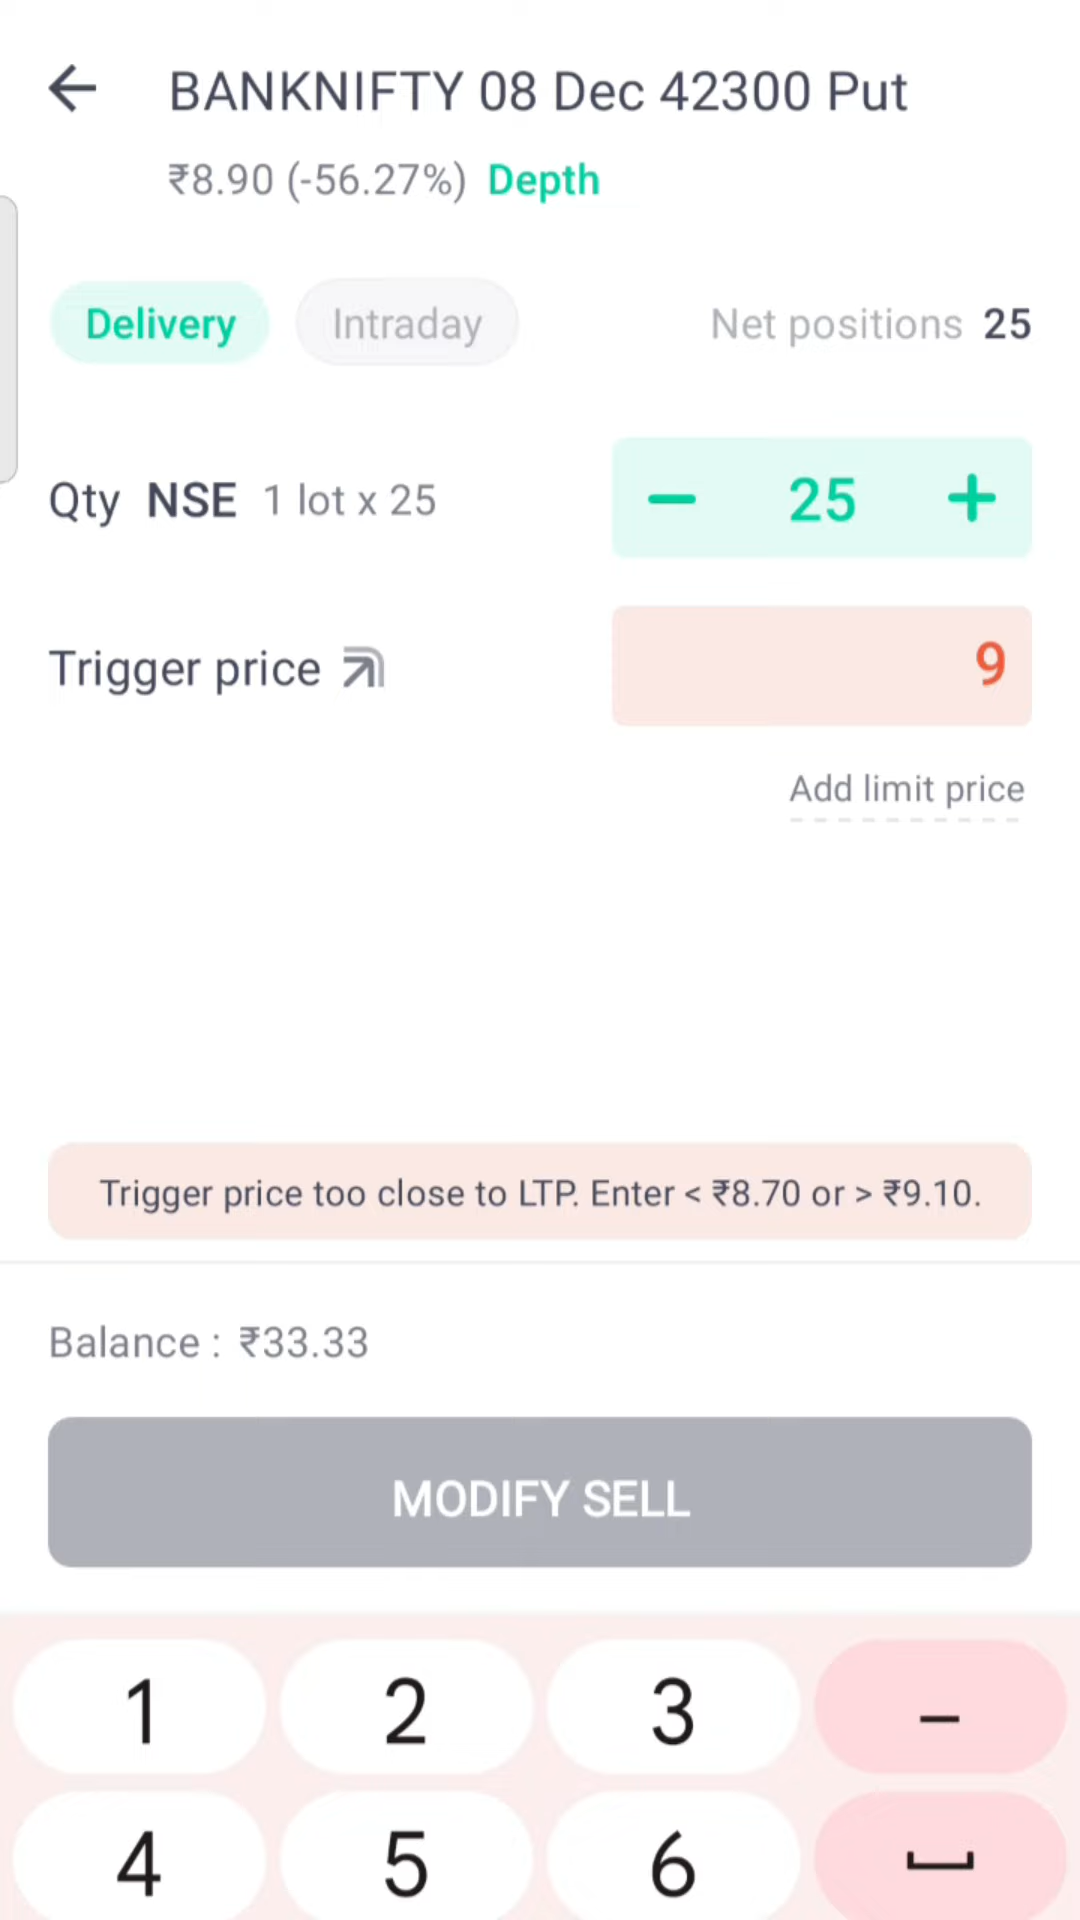 BANKNIFTY 08 Dec 42300 Put
₹8.90 (-56.27%) Depth
Delivery Intraday Net positions 25
Qty NSE 1 lot x 25 − 25 +
Trigger price 9
Add limit price
Trigger price too close to LTP. Enter < ₹8.70 or > ₹9.10.
Balance : ₹33.33
MODIFY SELL
1 2 3 –
4 5 6